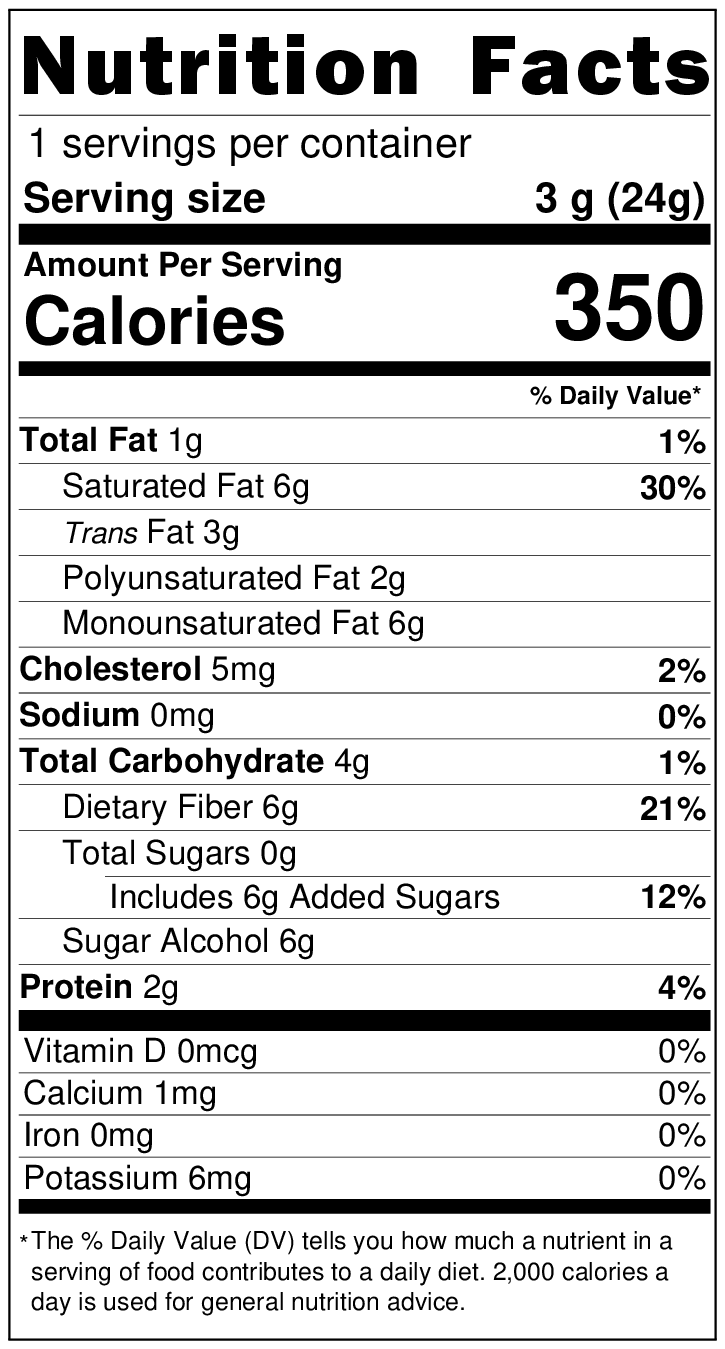 Nutrition Facts
1 servings per container
Serving size 3 g (24g)
Amount Per Serving
Calories 350
% Daily Value*
Total Fat 1g 1%
Saturated Fat 6g 30%
Trans Fat 3g
Polyunsaturated Fat 2g
Monounsaturated Fat 6g
Cholesterol 5mg 2%
Sodium 0mg 0%
Total Carbohydrate 4g 1%
Dietary Fiber 6g 21%
Total Sugars 0g
Includes 6g Added Sugars 12%
Sugar Alcohol 6g
Protein 2g 4%
Vitamin D 0mcg 0%
Calcium 1mg 0%
Iron 0mg 0%
Potassium 6mg 0%
*The % Daily Value (DV) tells you how much a nutrient in a
serving of food contributes to a daily diet. 2,000 calories a
day is used for general nutrition advice.